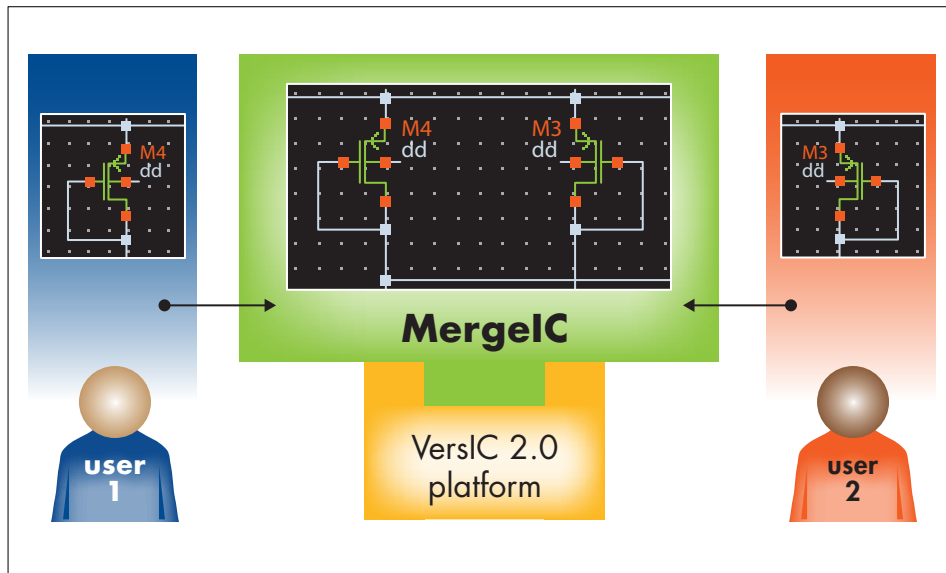 M4
dd
M4
dd
M3
dd
M3
dd
MergeIC
VersIC 2.0
platform
user
1
user
2